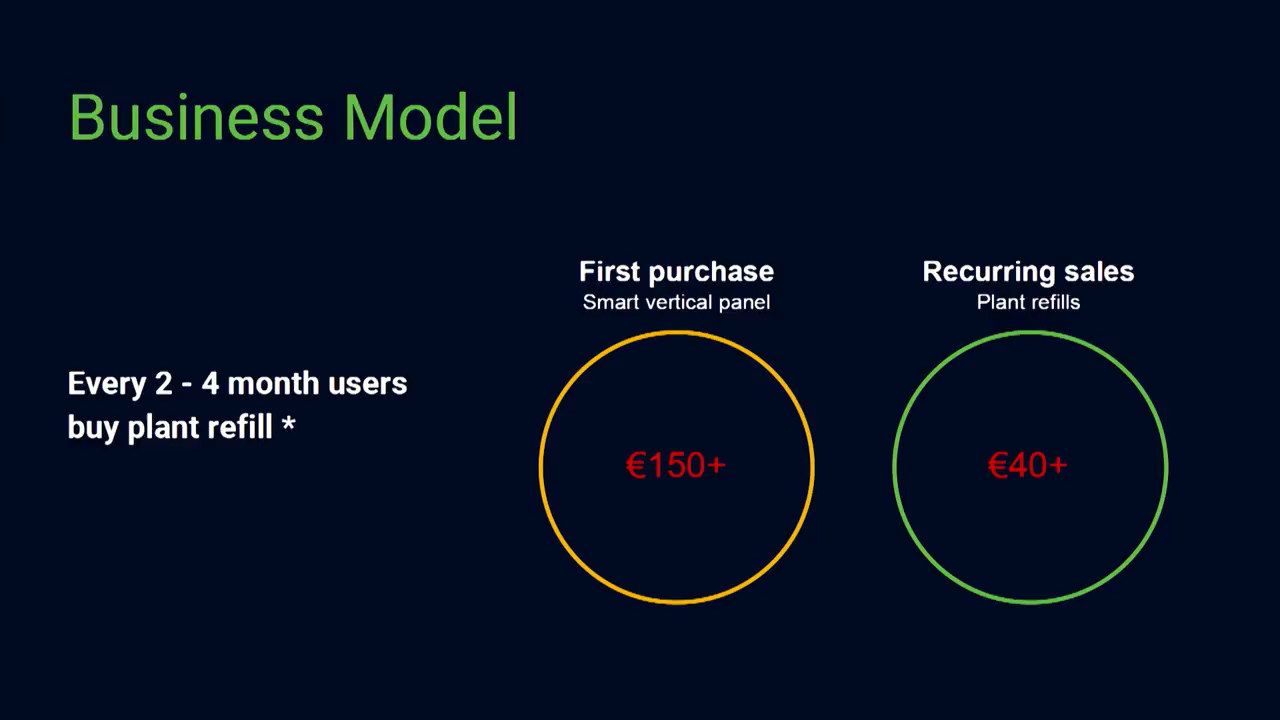 Business Model
First purchase
Smart vertical panel
Recurring sales
Plant refills
Every 2 - 4 month users
buy plant refill *
€150+
€40+